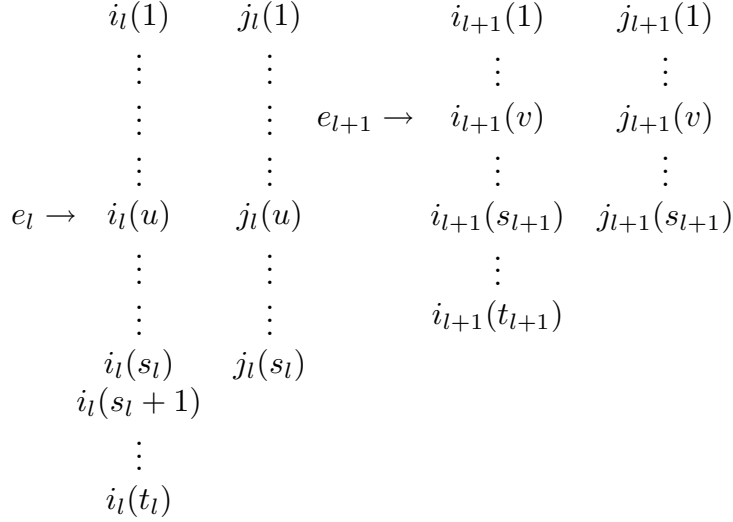 i_l(1) j_l(1) i_{l+1}(1) j_{l+1}(1)
⋮ ⋮ ⋮ ⋮
⋮ ⋮ e_{l+1} → i_{l+1}(v) j_{l+1}(v)
⋮ ⋮ ⋮ ⋮
e_l → i_l(u) j_l(u) i_{l+1}(s_{l+1}) j_{l+1}(s_{l+1})
⋮ ⋮ ⋮
⋮ ⋮ i_{l+1}(t_{l+1})
i_l(s_l) j_l(s_l)
i_l(s_l + 1)
⋮
i_l(t_l)